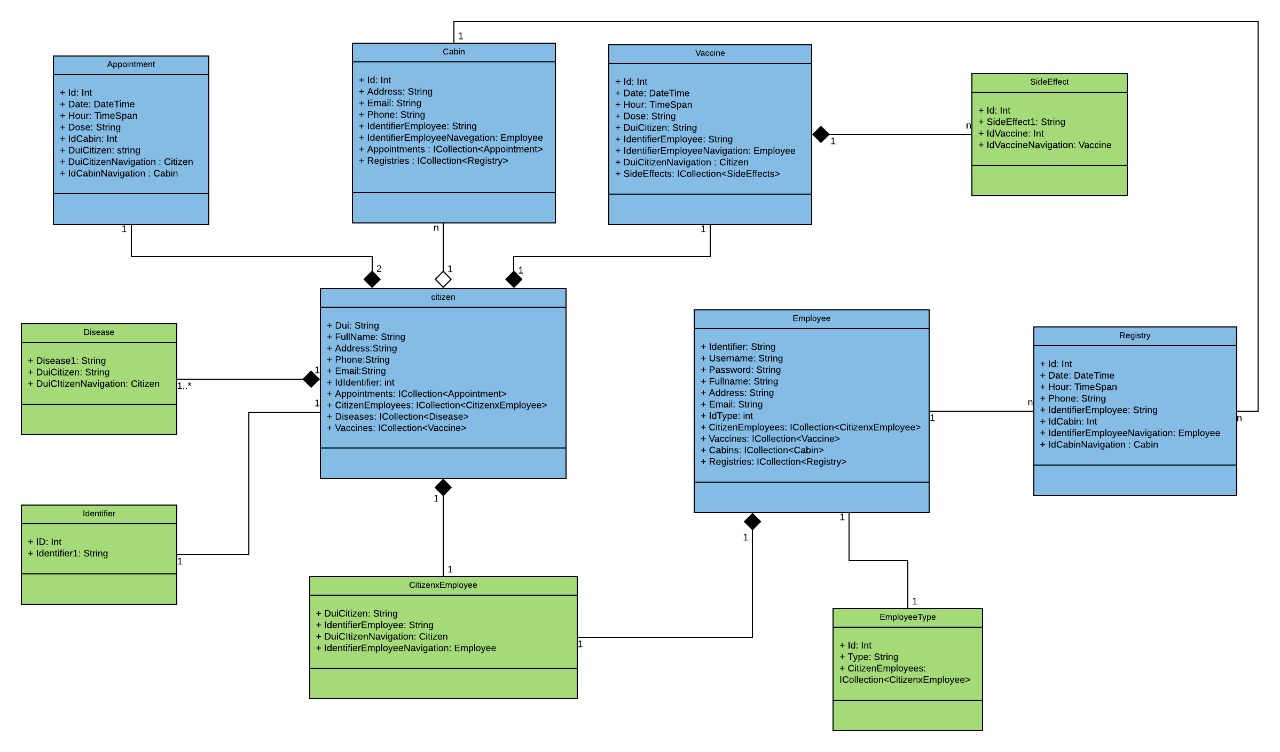 1
Cabin
+ Id: Int
+ Address: String
+ Email: String
+ Phone: String
+ IdentifierEmployee: String
+ IdentifierEmployeeNavegation: Employee
+ Appointments : ICollection<Appointment>
+ Registries : ICollection<Registry>
n
1
Appointment
+ Id: Int
+ Date: DateTime
+ Hour: TimeSpan
+ Dose: String
+ IdCabin: Int
+ DuiCitizen: string
+ DuiCitizenNavigation : Citizen
+ IdCabinNavigation : Cabin
1
2
Vaccine
+ Id: Int
+ Date: DateTime
+ Hour: TimeSpan
+ Dose: String
+ DuiCitizen: String
+ IdentifierEmployee: String
+ IdentifierEmployeeNavigation: Employee
+ DuiCitizenNavigation : Citizen
+ SideEffects: ICollection<SideEffects>
1
1
1
n
SideEffect
+ Id: Int
+ SideEffect1: String
+ IdVaccine: Int
+ IdVaccineNavigation: Vaccine
citizen
+ Dui: String
+ FullName: String
+ Address:String
+ Phone:String
+ Email:String
+ IdIdentifier: int
+ Appointments: ICollection<Appointment>
+ CitizenEmployees: ICollection<CitizenxEmployee>
+ Diseases: ICollection<Disease>
+ Vaccines: ICollection<Vaccine>
1
1
1
Disease
+ Disease1: String
+ DuiCitizen: String
+ DuiCItizenNavigation: Citizen
1..*
Identifier
+ ID: Int
+ Identifier1: String
1
Employee
+ Identifier: String
+ Username: String
+ Password: String
+ Fullname: String
+ Address: String
+ Email: String
+ IdType: int
+ CitizenEmployees: ICollection<CitizenxEmployee>
+ Vaccines: ICollection<Vaccine>
+ Cabins: ICollection<Cabin>
+ Registries: ICollection<Registry>
1
n
1
1
Registry
+ Id: Int
+ Date: DateTime
+ Hour: TimeSpan
+ Phone: String
+ IdentifierEmployee: String
+ IdCabin: Int
+ IdentifierEmployeeNavigation: Employee
+ IdCabinNavigation : Cabin
n
1
CitizenxEmployee
+ DuiCitizen: String
+ IdentifierEmployee: String
+ DuiCItizenNavigation: Citizen
+ IdentifierEmployeeNavigation: Employee
1
1
EmployeeType
+ Id: Int
+ Type: String
+ CitizenEmployees:
ICollection<CitizenxEmployee>